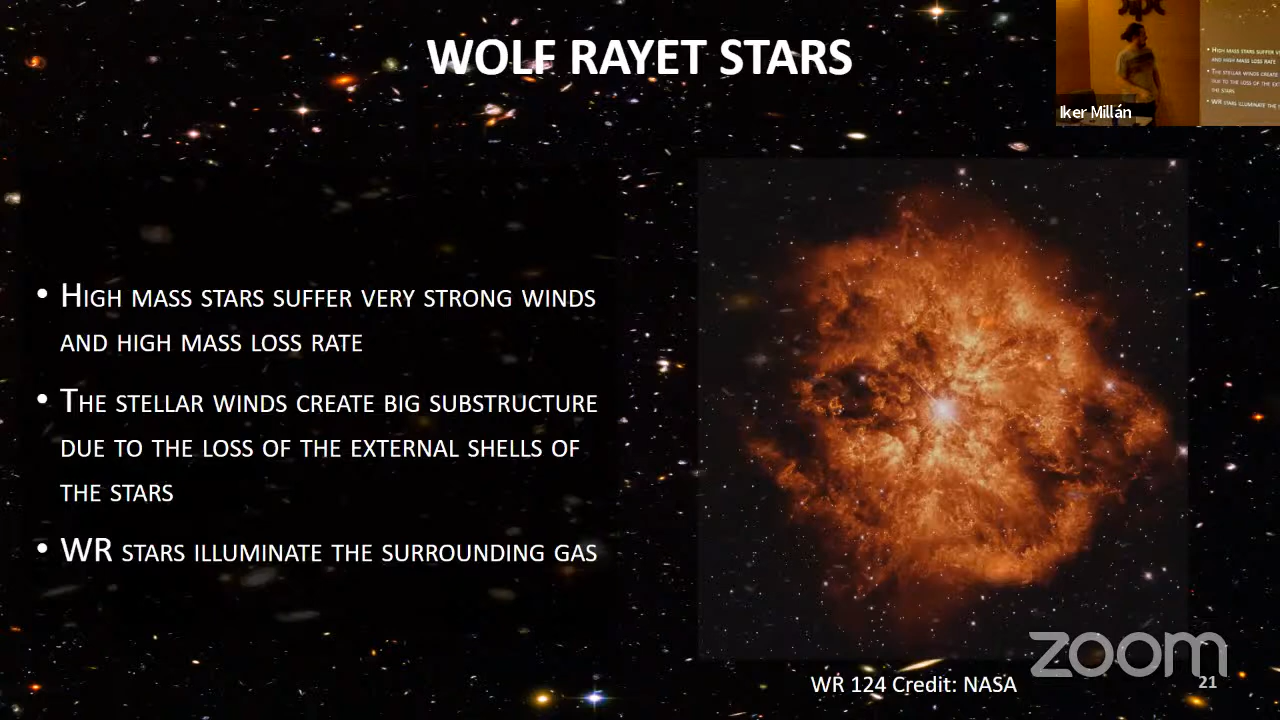 WOLF RAYET STARS
Iker Millán
• HIGH MASS STARS SUFFER VERY STRONG WINDS
AND HIGH MASS LOSS RATE
• THE STELLAR WINDS CREATE BIG SUBSTRUCTURE
DUE TO THE LOSS OF THE EXTERNAL SHELLS OF
THE STARS
• WR STARS ILLUMINATE THE SURROUNDING GAS
WR 124 Credit: NASA
zoom
21